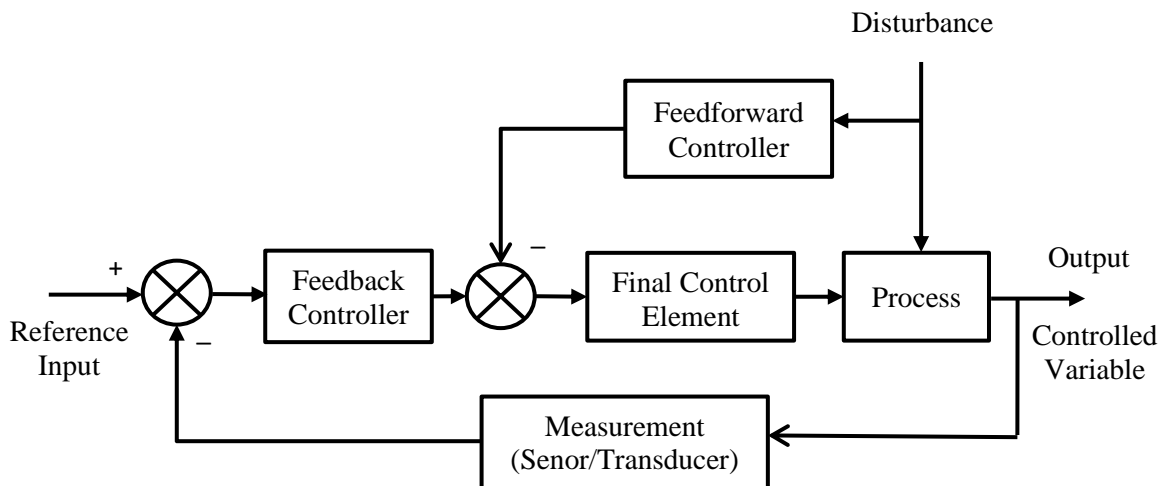 Disturbance
Feedforward
Controller
–
+
Feedback
Controller
Final Control
Element
Process
Output
Reference
Input
–
Controlled
Variable
Measurement
(Senor/Transducer)